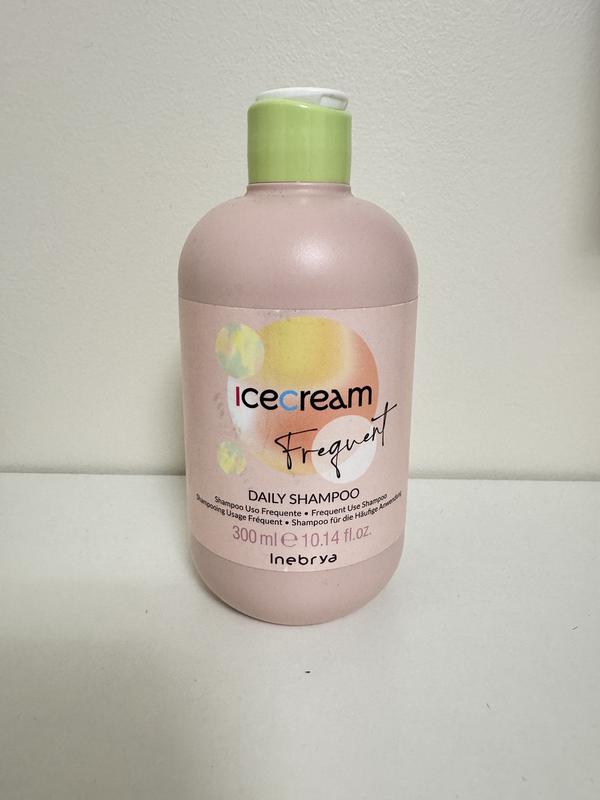 Icecream
Frequent
DAILY SHAMPOO
Shampoo Uso Frequente • Frequent Use Shampoo
Shampooing Usage Fréquent • Shampoo für die Häufige Anwendung
300 ml ℮ 10.14 fl.oz.
Inebrya